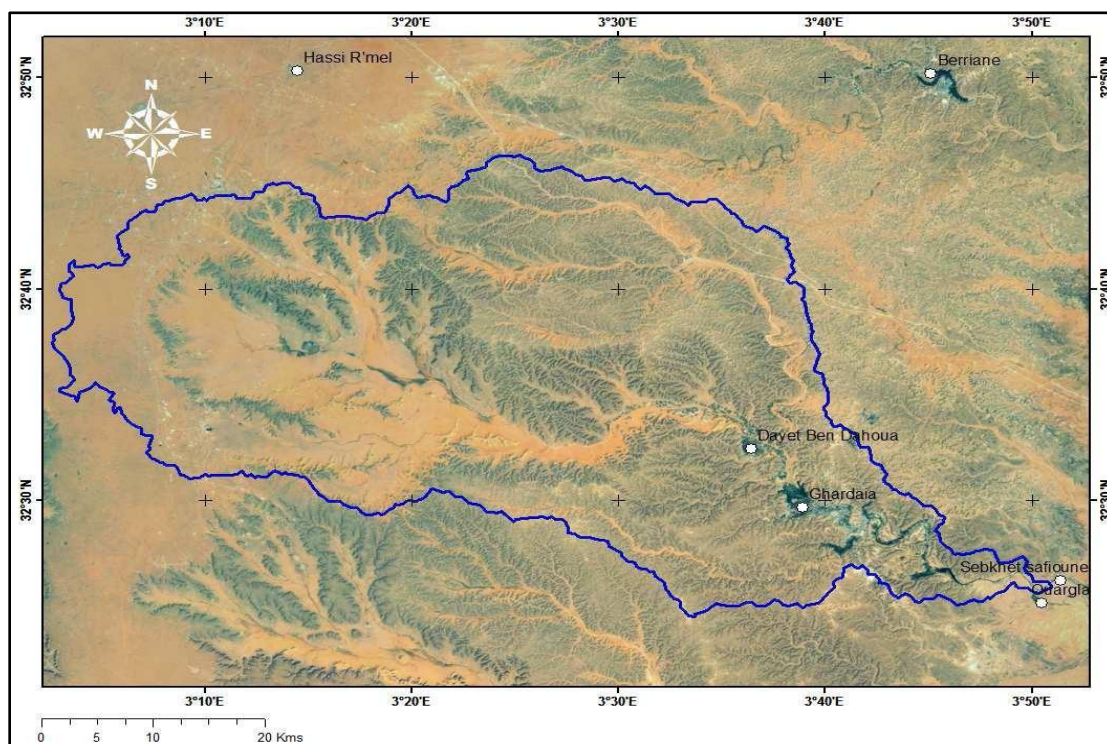 3°10'E 3°20'E 3°30'E 3°40'E 3°50'E
Hassi R'mel
Berriane
32°50'N
32°50'N
N
W E
S
32°40'N
32°40'N
Dayet Ben Dahoua
Ghardaia
32°30'N
32°30'N
Sebkhet safioune
Ouargla
3°10'E 3°20'E 3°30'E 3°40'E 3°50'E
0 5 10 20 Kms